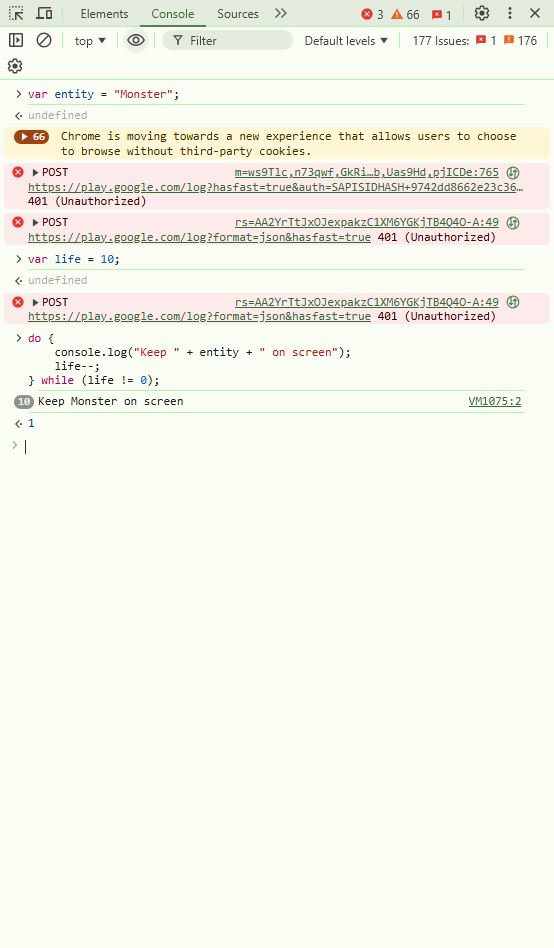 Elements Console Sources 3 66 1
top Filter Default levels 177 Issues: 1 176
var entity = "Monster";
undefined
66 Chrome is moving towards a new experience that allows users to choose
to browse without third-party cookies.
POST m=ws9Tlc,n73qwf,GkRi…b,Uas9Hd,pjICDe:765
https://play.google.com/log?hasfast=true&auth=SAPISIDHASH+9742dd8662e23c36…
401 (Unauthorized)
POST rs=AA2YrTtJxOJexpakzC1XM6YGKjTB4Q4O-A:49
https://play.google.com/log?format=json&hasfast=true 401 (Unauthorized)
var life = 10;
undefined
POST rs=AA2YrTtJxOJexpakzC1XM6YGKjTB4Q4O-A:49
https://play.google.com/log?format=json&hasfast=true 401 (Unauthorized)
do {
    console.log("Keep " + entity + " on screen");
    life--;
} while (life != 0);
10 Keep Monster on screen VM1075:2
1